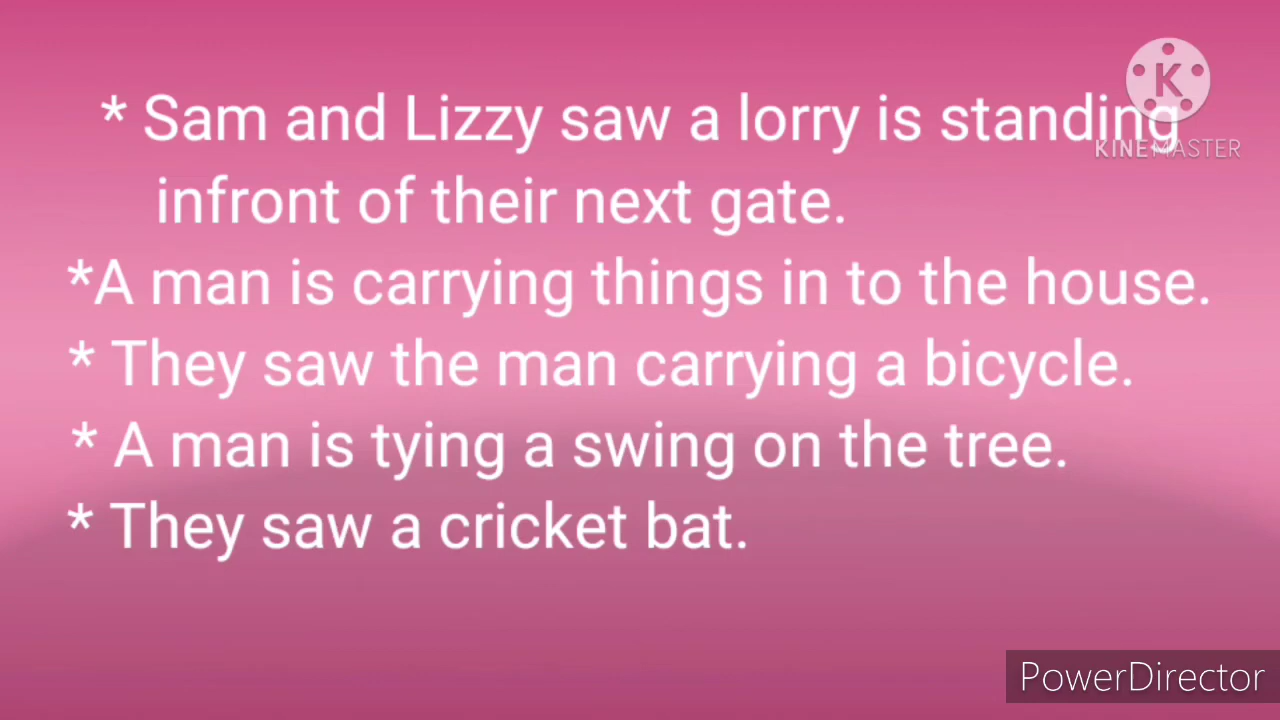 * Sam and Lizzy saw a lorry is standing
infront of their next gate.
*A man is carrying things in to the house.
* They saw the man carrying a bicycle.
* A man is tying a swing on the tree.
* They saw a cricket bat.
K
KINEMASTER
PowerDirector